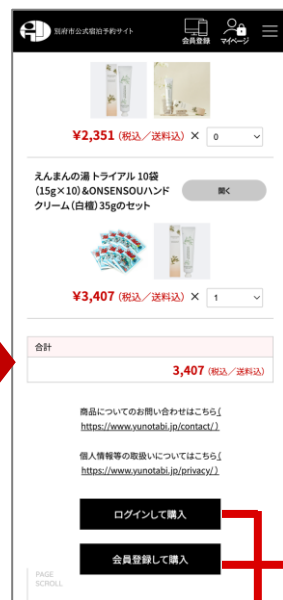 別府市公式宿泊予約サイト
会員登録 マイページ
¥2,351 (税込／送料込) × 0
えんまんの湯 トライアル 10袋
(15g×10)&ONSENSOUハンド
クリーム(白檀)35gのセット
開く
¥3,407 (税込／送料込) × 1
合計
3,407 (税込／送料込)
商品についてのお問い合わせはこちら(
https://www.yunotabi.jp/contact/ )
個人情報等の取扱いについてはこちら(
https://www.yunotabi.jp/privacy/ )
ログインして購入
会員登録して購入
PAGE
SCROLL